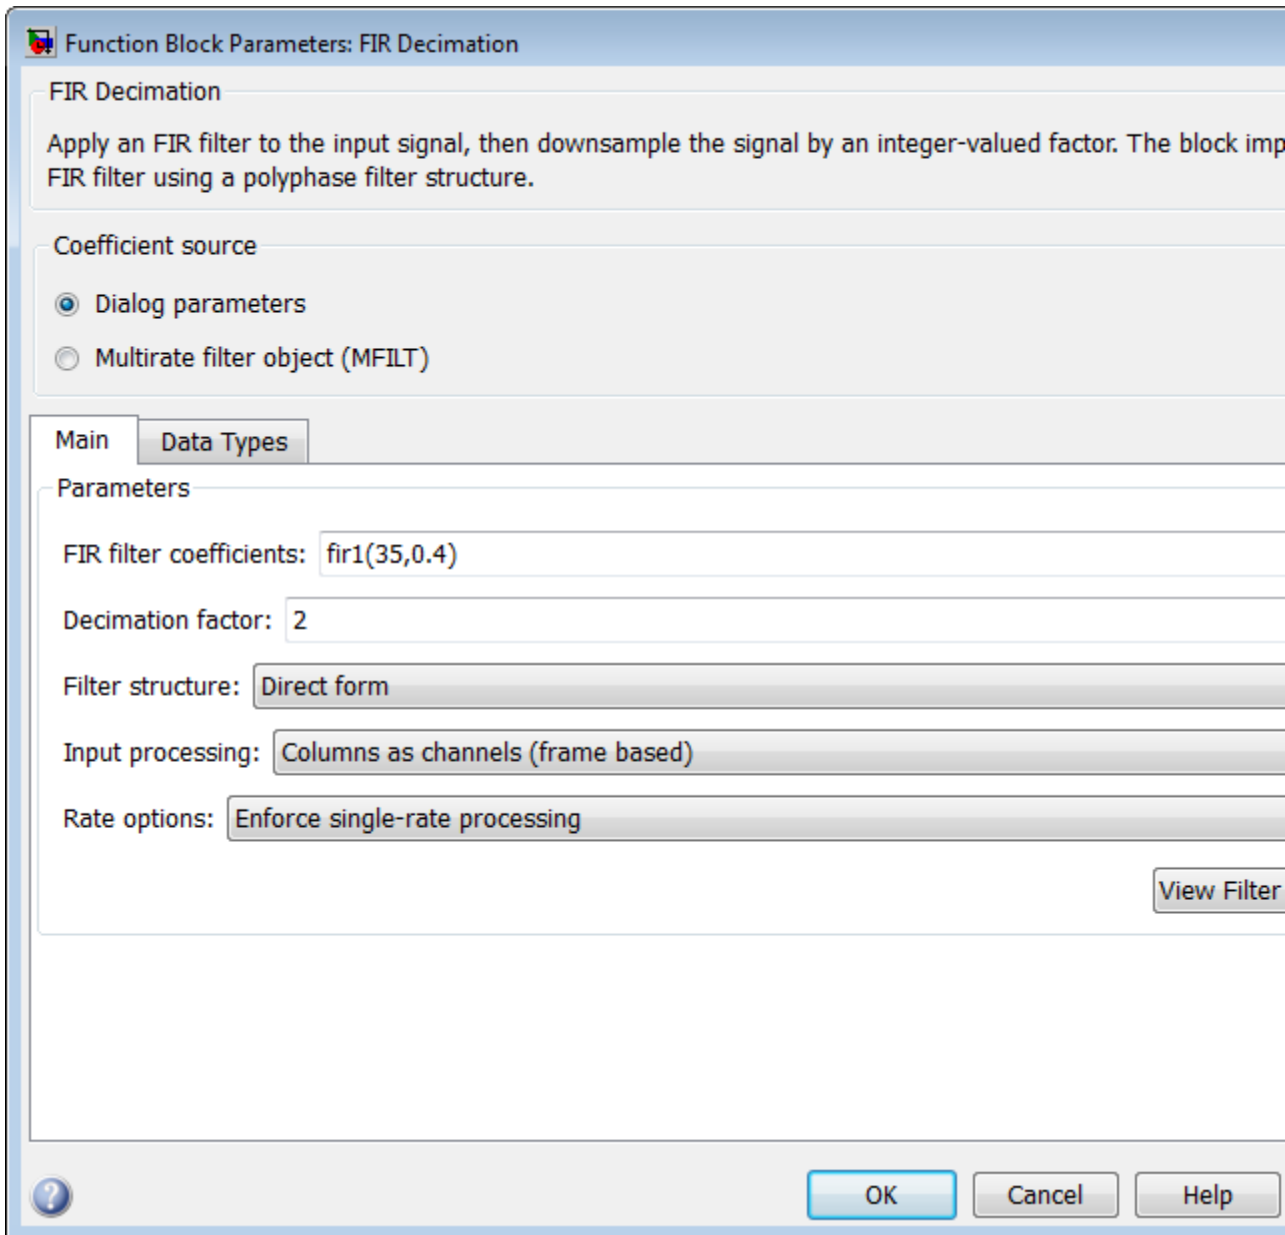 Function Block Parameters: FIR Decimation
FIR Decimation
Apply an FIR filter to the input signal, then downsample the signal by an integer-valued factor. The block imp
FIR filter using a polyphase filter structure.
Coefficient source
Dialog parameters
Multirate filter object (MFILT)
Main Data Types
Parameters
FIR filter coefficients: fir1(35,0.4)
Decimation factor: 2
Filter structure: Direct form
Input processing: Columns as channels (frame based)
Rate options: Enforce single-rate processing
View Filter
? OK Cancel Help